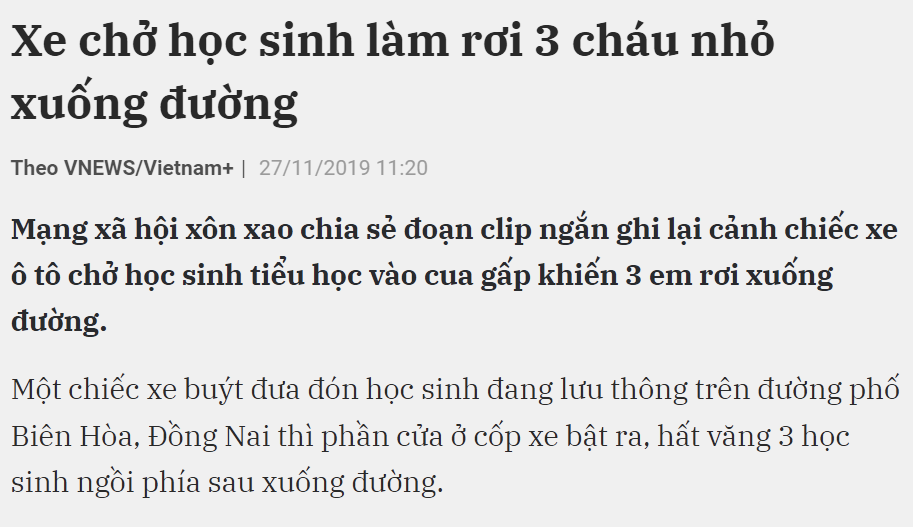 Xe chở học sinh làm rơi 3 cháu nhỏ
xuống đường
Theo VNEWS/Vietnam+ | 27/11/2019 11:20
Mạng xã hội xôn xao chia sẻ đoạn clip ngắn ghi lại cảnh chiếc xe
ô tô chở học sinh tiểu học vào cua gấp khiến 3 em rơi xuống
đường.
Một chiếc xe buýt đưa đón học sinh đang lưu thông trên đường phố
Biên Hòa, Đồng Nai thì phần cửa ở cốp xe bật ra, hất văng 3 học
sinh ngồi phía sau xuống đường.